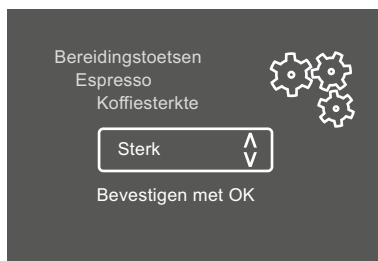 Bereidingstoetsen
Espresso
Koffiesterkte
Sterk
Bevestigen met OK